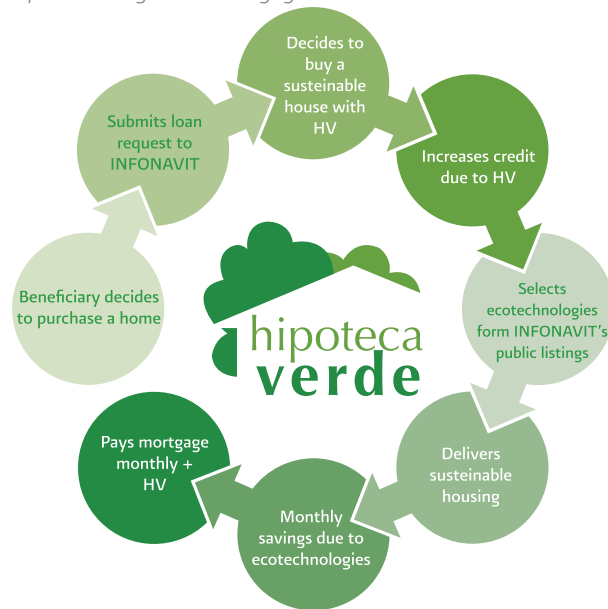 Decides to
buy a
sustainable
house with
HV
Submits loan
request to
INFONAVIT
Increases credit
due to HV
Beneficiary decides
to purchase a home
Selects
ecotechnologies
form INFONAVIT's
public listings
hipoteca
verde
Pays mortgage
monthly +
HV
Delivers
sustainable
housing
Monthly
savings due to
ecotechnologies